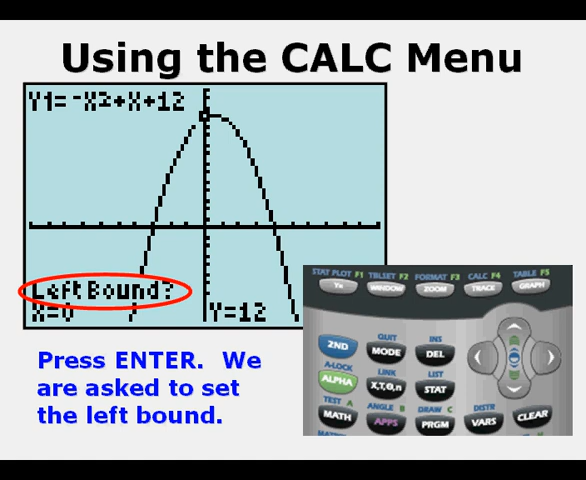 Using the CALC Menu
Y1=-X2+X+12
Left Bound?
X=0 Y=12
Press ENTER. We
are asked to set
the left bound.
STAT PLOT F1 TBLSET F2 FORMAT F3 CALC F4 TABLE F5
Y= WINDOW ZOOM TRACE GRAPH
QUIT INS
2ND MODE DEL
A-LOCK LINK LIST
ALPHA X,T,Θ,n STAT
TEST A ANGLE B DRAW C DISTR
MATH APPS PRGM VARS CLEAR